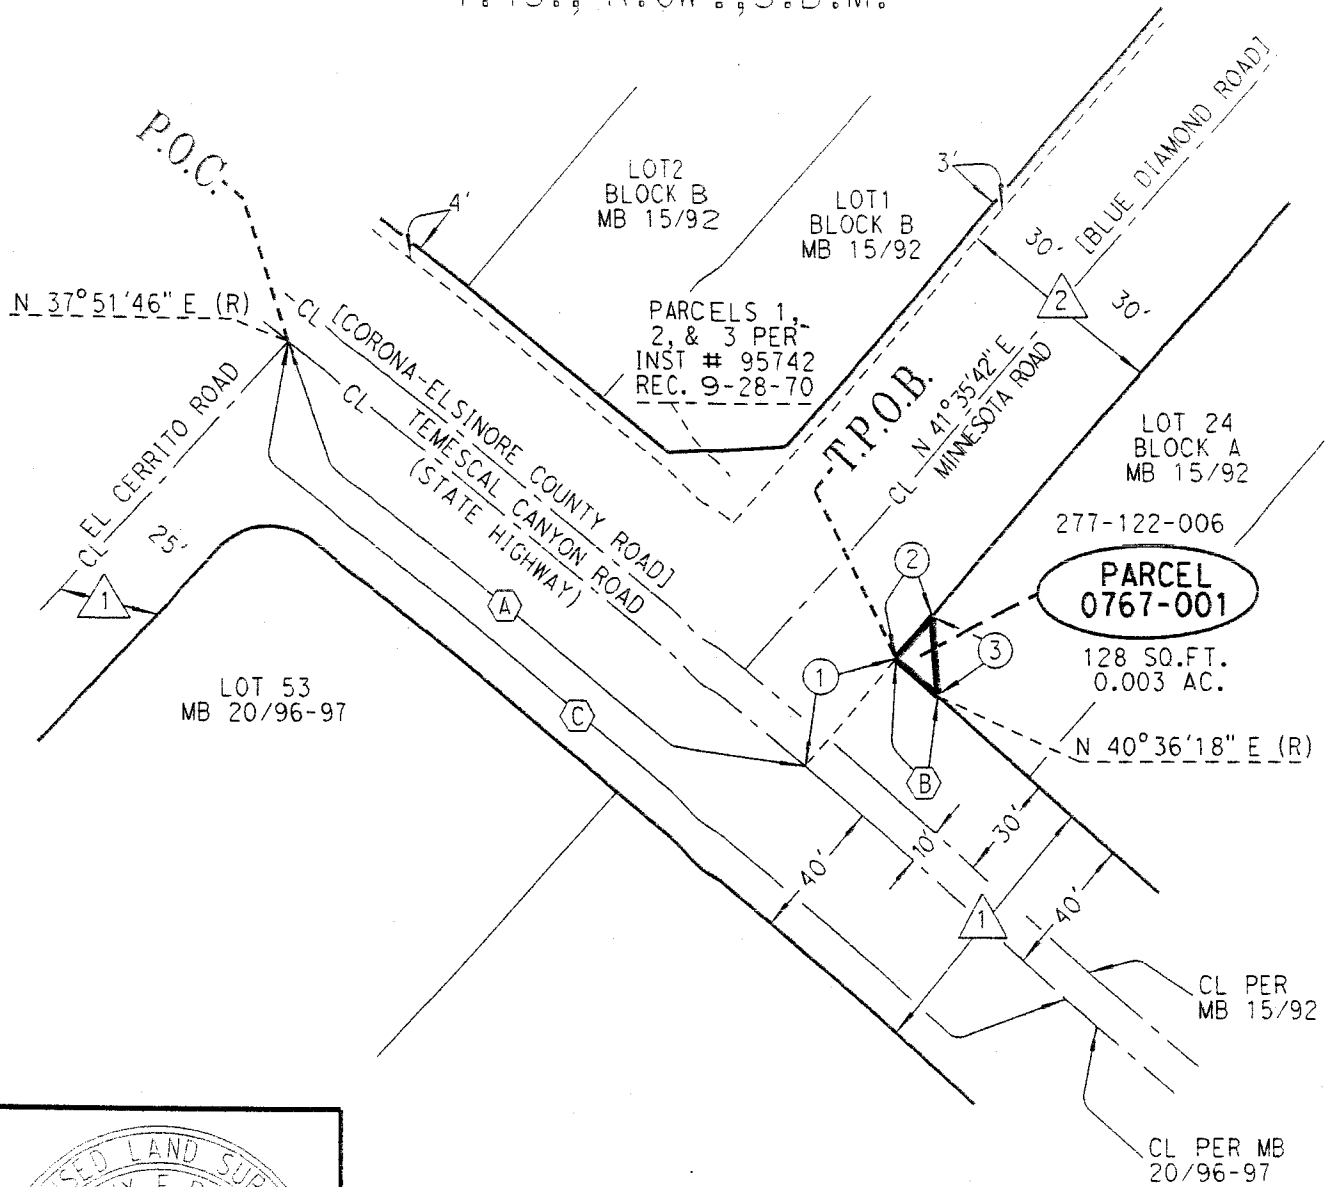 P.O.C.
N 37°51'46" E (R)
4'
LOT2
BLOCK B
MB 15/92
3'
LOT1
BLOCK B
MB 15/92
30'
[BLUE DIAMOND ROAD]
2
30'
PARCELS 1,
2, & 3 PER
INST # 95742
REC. 9-28-70
CL [CORONA-ELSINORE COUNTY ROAD]
CL TEMESCAL CANYON ROAD
(STATE HIGHWAY)
CL EL CERRITO ROAD
25'
1
T.P.O.B.
CL N 41°35'42" E
MINNESOTA ROAD
LOT 24
BLOCK A
MB 15/92
277-122-006
PARCEL
0767-001
128 SQ.FT.
0.003 AC.
2
3
1
A
C
B
N 40°36'18" E (R)
LOT 53
MB 20/96-97
40'
10'
30'
1
40'
CL PER
MB 15/92
CL PER MB
20/96-97
LAND